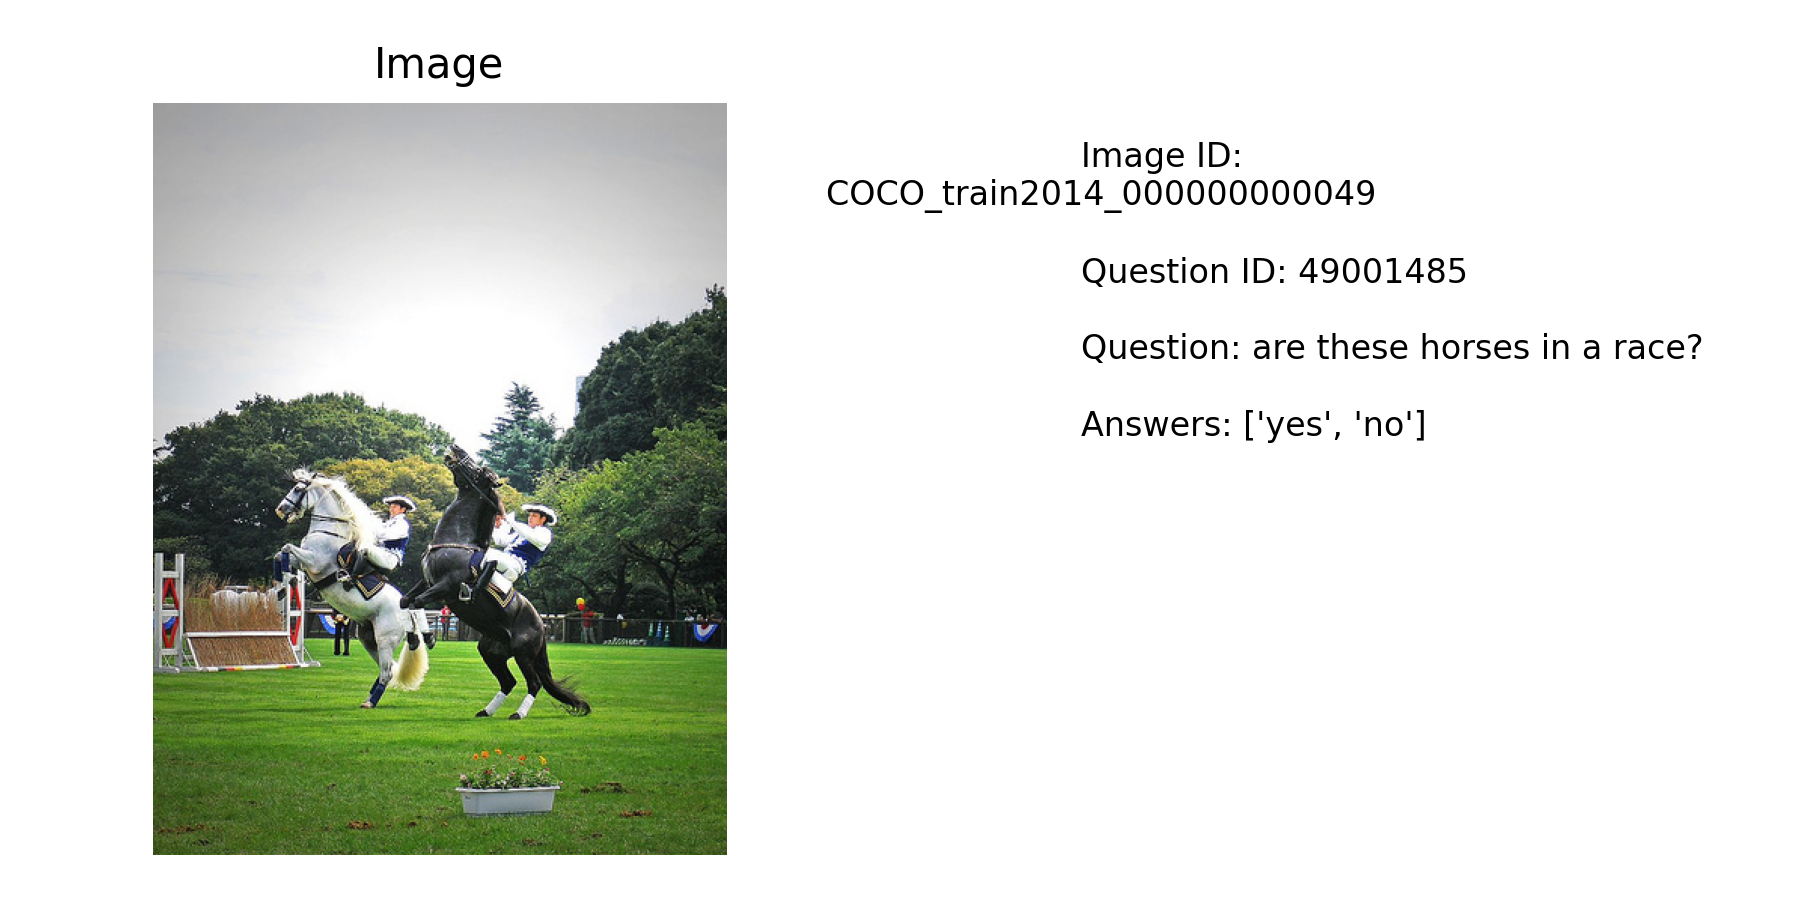 Image
Image ID:
COCO_train2014_000000000049
Question ID: 49001485
Question: are these horses in a race?
Answers: ['yes', 'no']